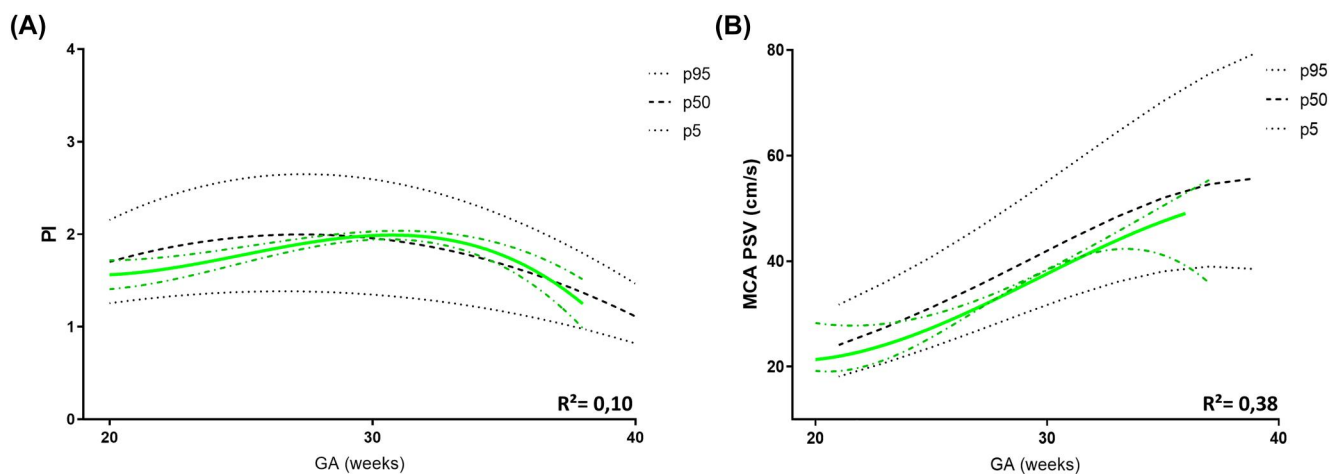 (A)
4
3
2
1
0
PI
20
30
40
GA (weeks)
p95
p50
p5
R²= 0,10
(B)
80
60
40
20
MCA PSV (cm/s)
20
30
40
GA (weeks)
p95
p50
p5
R²= 0,38